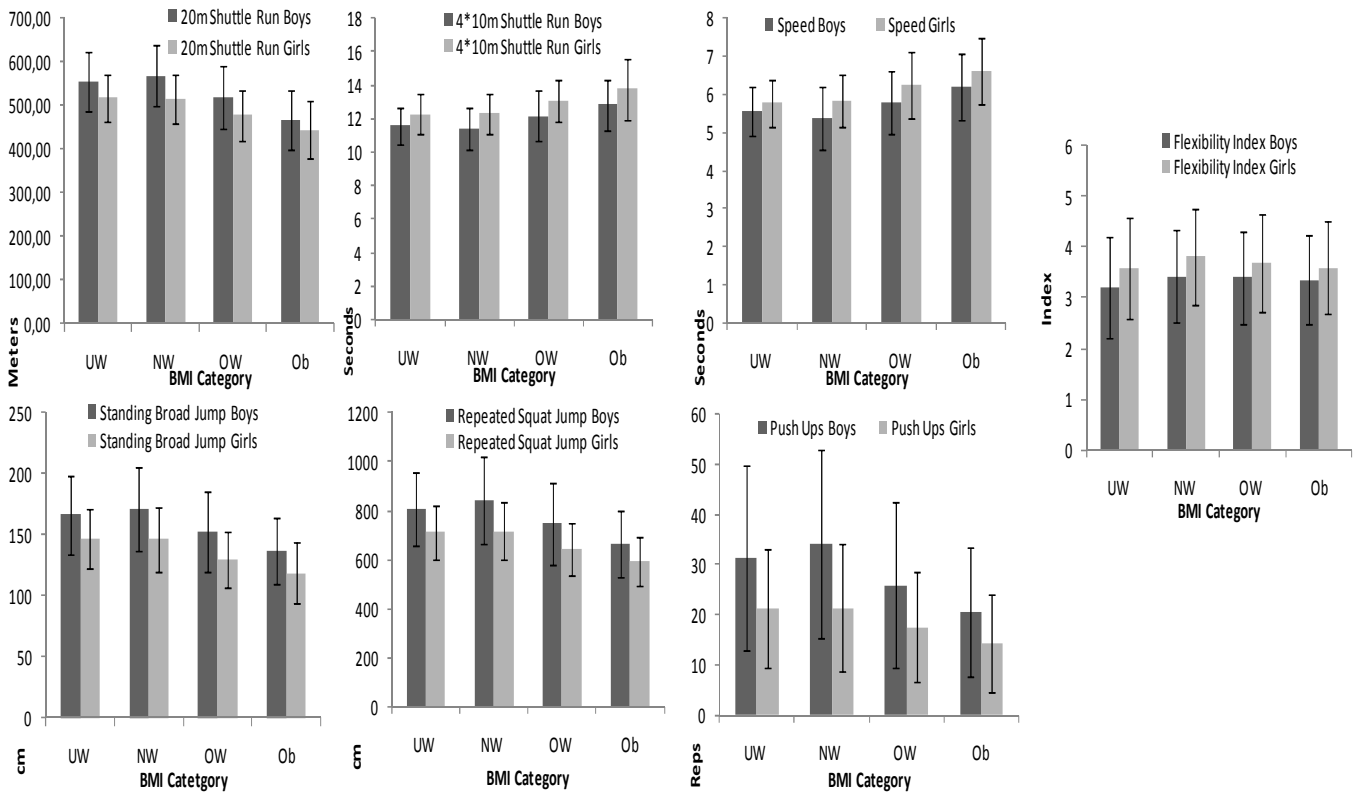 20m Shuttle Run Boys
20m Shuttle Run Girls
700,00
600,00
500,00
400,00
300,00
200,00
100,00
0,00
Meters
UW NW OW Ob
BMI Category
4*10m Shuttle Run Boys
4*10m Shuttle Run Girls
18
16
14
12
10
8
6
4
2
0
Seconds
UW NW OW Ob
BMI Category
Speed Boys Speed Girls
8
7
6
5
4
3
2
1
0
Seconds
UW NW OW Ob
BMI Category
Flexibility Index Boys
Flexibility Index Girls
6
5
4
3
2
1
0
Index
UW NW OW Ob
BMI Category
Standing Broad Jump Boys
Standing Broad Jump Girls
250
200
150
100
50
0
cm
UW NW OW Ob
BMI Catetgory
Repeated Squat Jump Boys
Repeated Squat Jump Girls
1200
1000
800
600
400
200
0
cm
UW NW OW Ob
BMI Category
Push Ups Boys Push Ups Girls
60
50
40
30
20
10
0
Reps
UW NW OW Ob
BMI Category